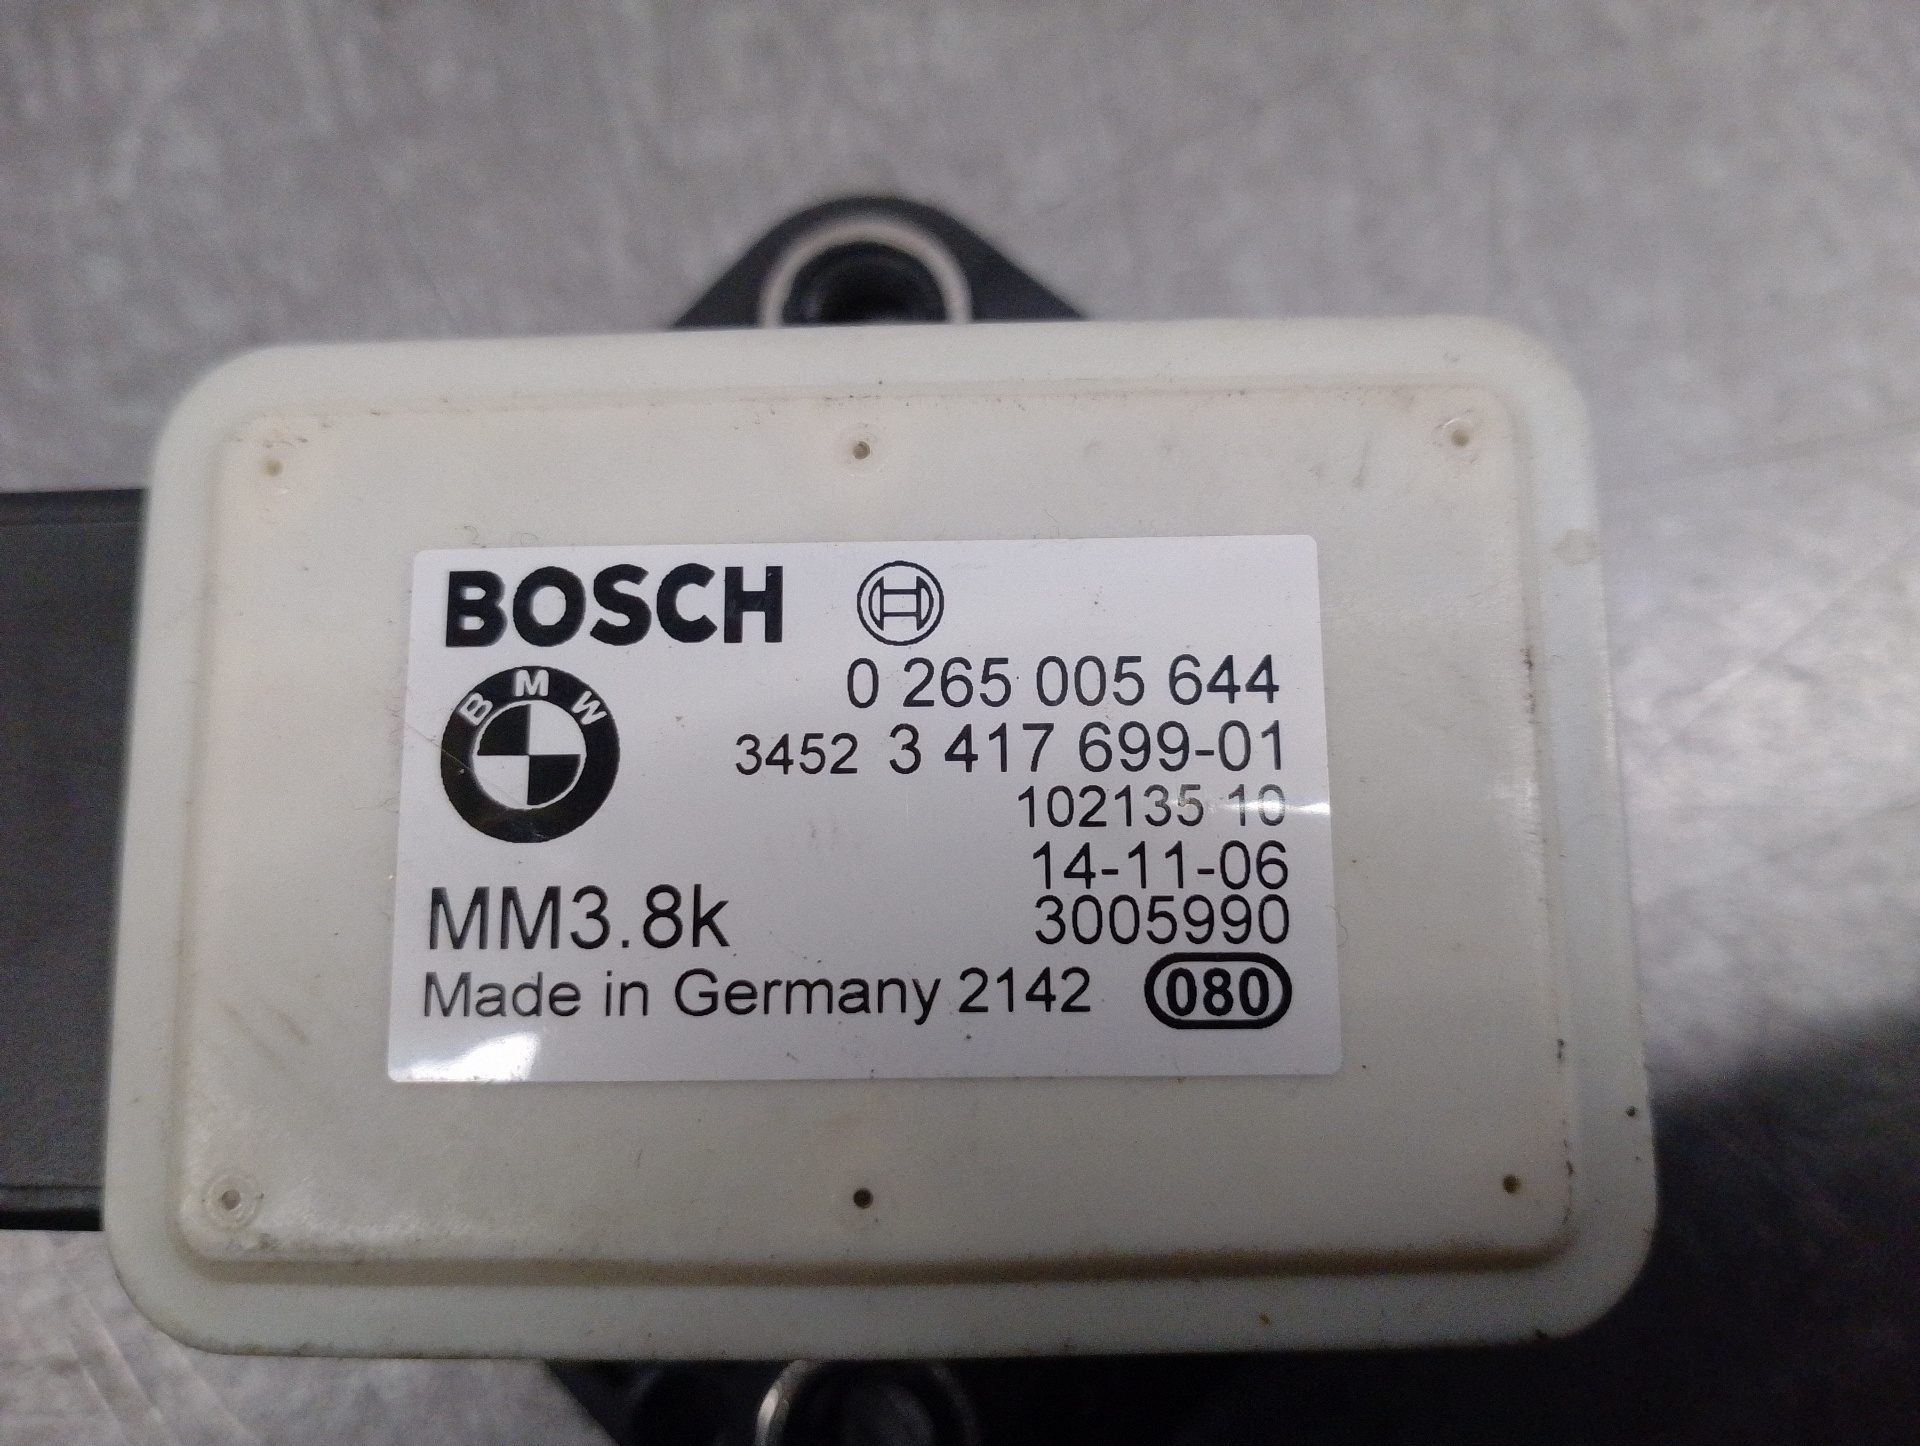 BOSCH
0 265 005 644
BMW
3452 3 417 699-01
102135 10
14-11-06
MM3.8k 3005990
Made in Germany 2142 080